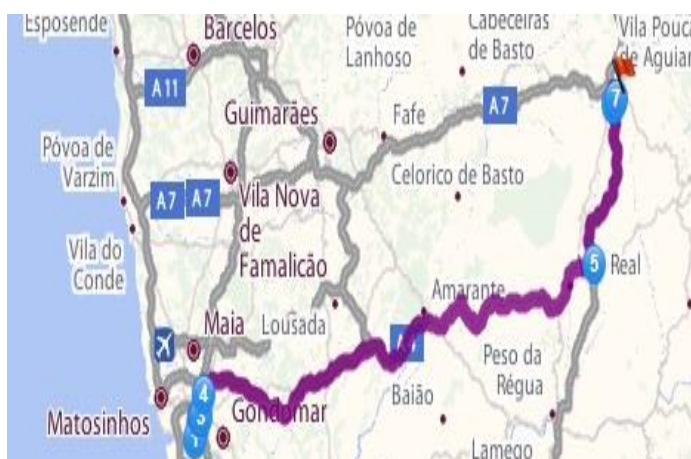 Esposende
Barcelos
Póvoa de
Lanhoso
Cabeceiras
de Basto
Vila Pouca
de Aguiar
A11
Guimarães
A7
7
Fafe
Póvoa de
Varzim
A7
A7
Vila Nova
de
Famalicão
Celorico de Basto
Vila do
Conde
5
Real
Amarante
Lousada
Maia
Peso da
Régua
Baião
4
Matosinhos
Gondomar
Lamego